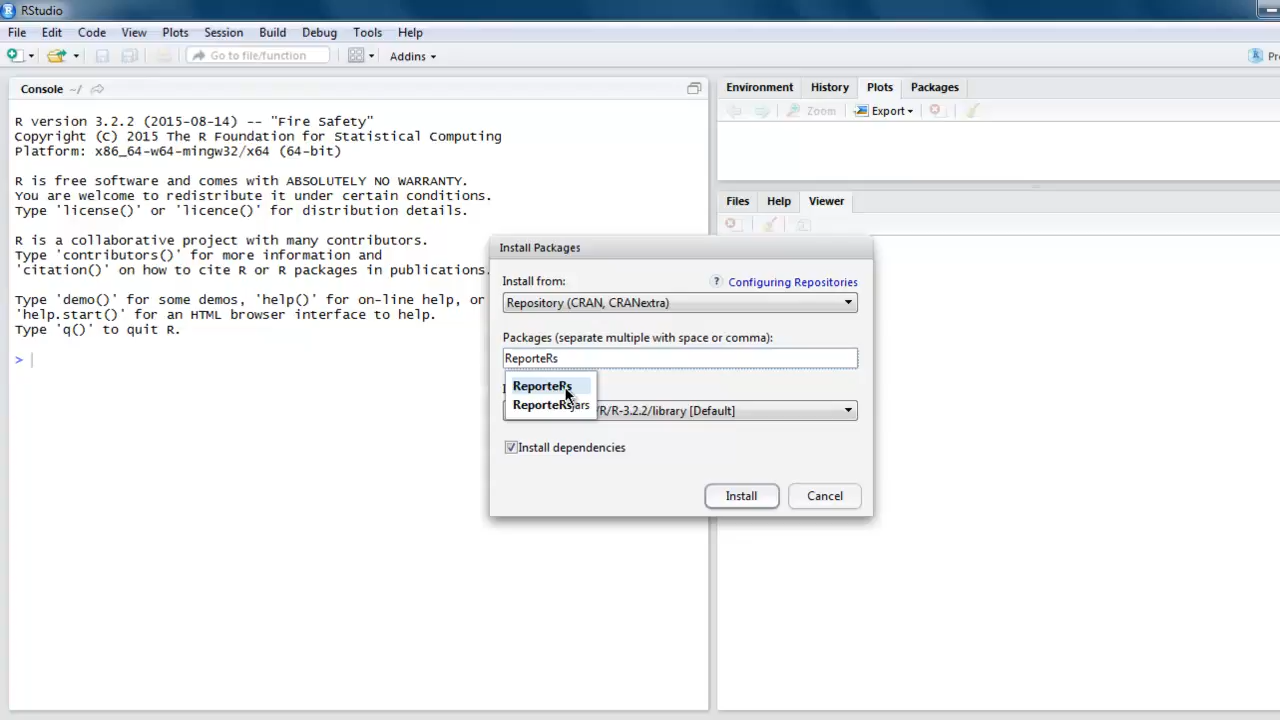 RStudio
File Edit Code View Plots Session Build Debug Tools Help
Go to file/function Addins
Console ~/
R version 3.2.2 (2015-08-14) -- "Fire Safety"
Copyright (C) 2015 The R Foundation for Statistical Computing
Platform: x86_64-w64-mingw32/x64 (64-bit)
R is free software and comes with ABSOLUTELY NO WARRANTY.
You are welcome to redistribute it under certain conditions.
Type 'license()' or 'licence()' for distribution details.
R is a collaborative project with many contributors.
Type 'contributors()' for more information and
'citation()' on how to cite R or R packages in publications.
Type 'demo()' for some demos, 'help()' for on-line help, or
'help.start()' for an HTML browser interface to help.
Type 'q()' to quit R.
>
Environment History Plots Packages
Zoom Export
Files Help Viewer
Install Packages
Install from: ? Configuring Repositories
Repository (CRAN, CRANextra)
Packages (separate multiple with space or comma):
ReporteRs
ReporteRs
ReporteRsjars
/R/R-3.2.2/library [Default]
Install dependencies
Install Cancel